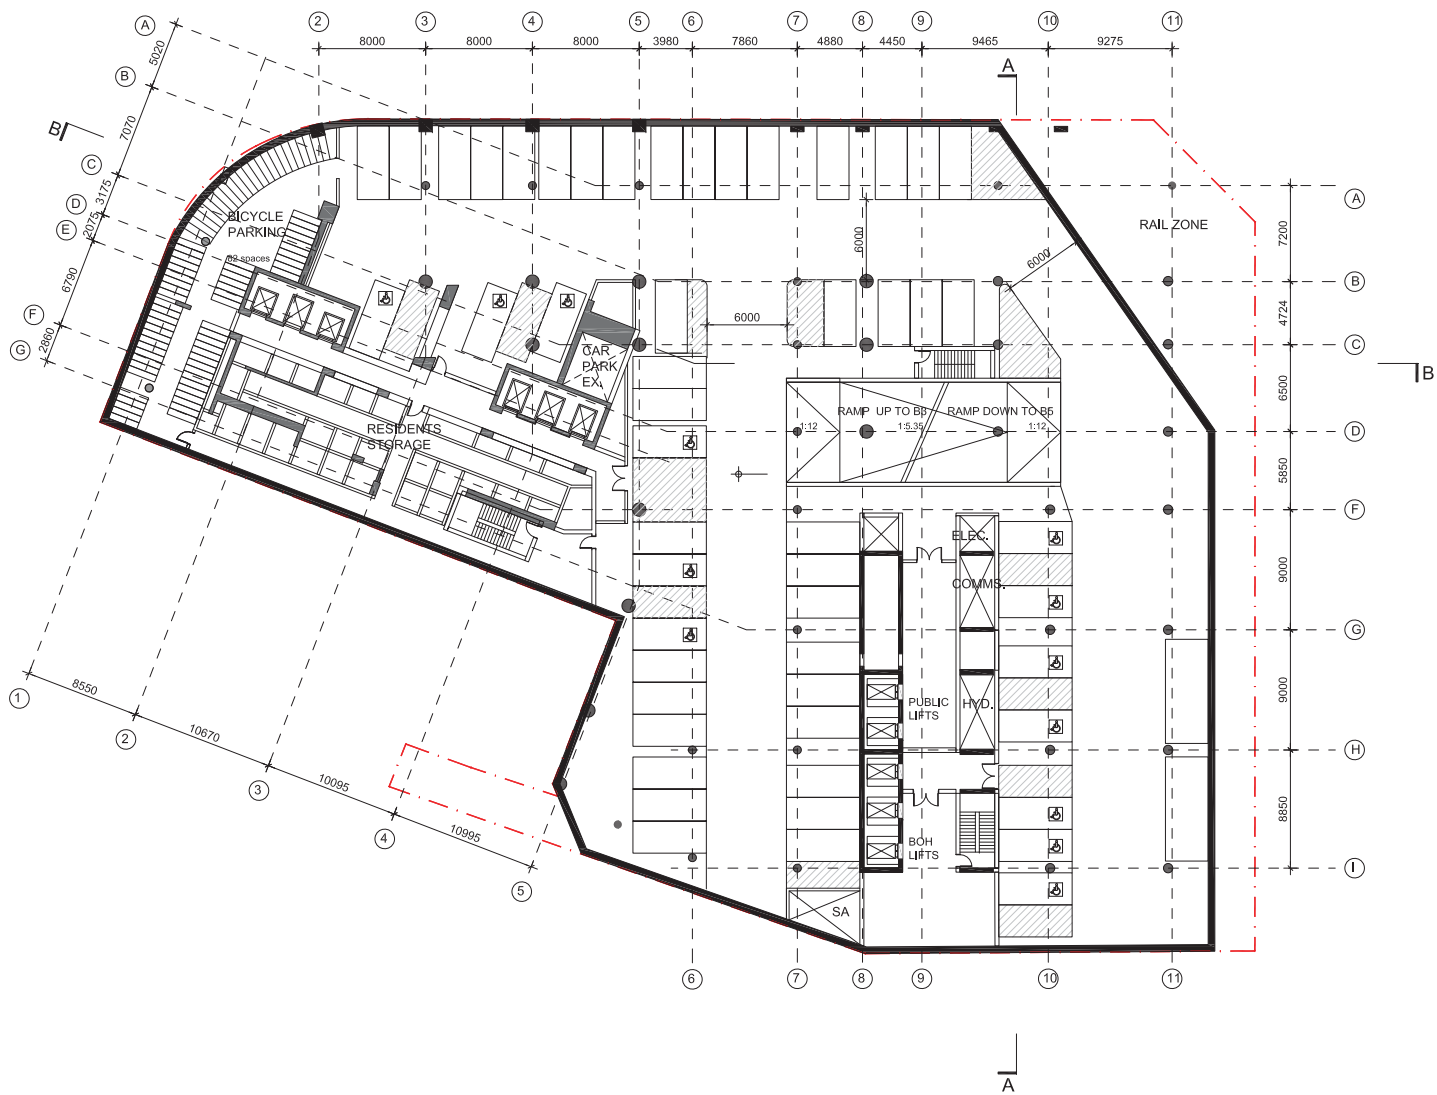 A
2
3
4
5
6
7
8
9
10
11
8000
8000
8000
3980
7860
4880
4450
9465
9275
5020
B
7070
C
3175
D
2075
E
6790
F
2860
G
B
A
BICYCLE
PARKING
82 spaces
RAIL ZONE
6000
6000
6000
A
7200
B
4724
C
6500
D
5850
F
9000
G
9000
H
8850
I
B
CAR
PARK
EX.
RESIDENTS
STORAGE
RAMP UP TO B3
RAMP DOWN TO B5
1:12
1:5.35
1:12
ELEC.
COMMS.
PUBLIC
LIFTS
HYD.
BOH
LIFTS
SA
1
8550
2
10670
3
10095
4
10995
5
6
7
8
9
10
11
A